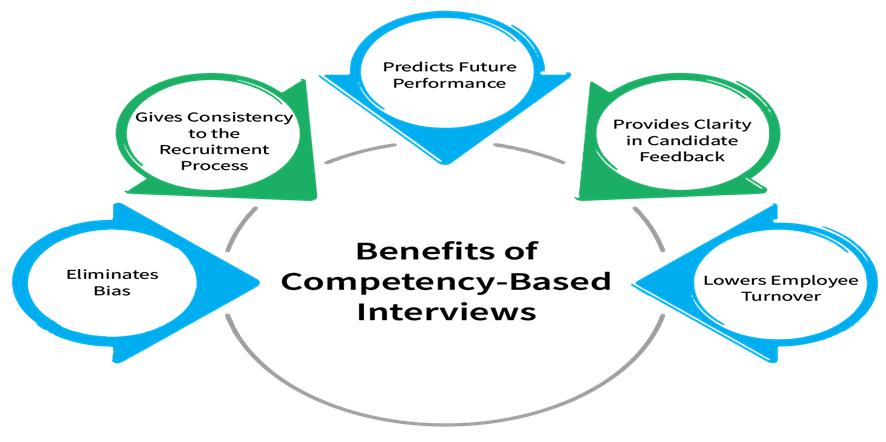 Predicts Future
Performance
Gives Consistency
to the
Recruitment
Process
Provides Clarity
in Candidate
Feedback
Eliminates
Bias
Benefits of
Competency-Based
Interviews
Lowers Employee
Turnover